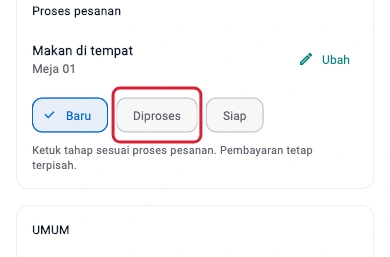 Proses pesanan
Makan di tempat
Meja 01
Ubah
Baru
Diproses
Siap
Ketuk tahap sesuai proses pesanan. Pembayaran tetap
terpisah.
UMUM